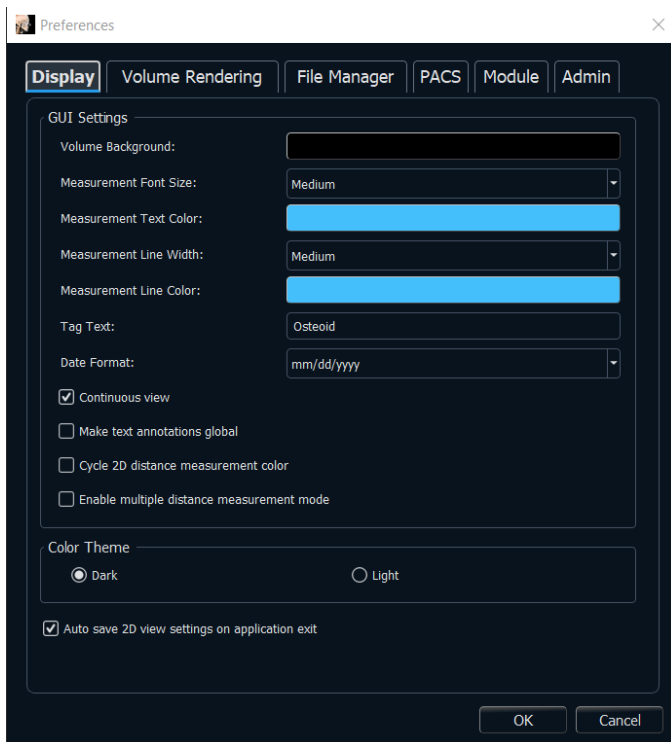 Preferences
Display Volume Rendering File Manager PACS Module Admin
GUI Settings
Volume Background:
Measurement Font Size: Medium
Measurement Text Color:
Measurement Line Width: Medium
Measurement Line Color:
Tag Text: Osteoid
Date Format: mm/dd/yyyy
Continuous view
Make text annotations global
Cycle 2D distance measurement color
Enable multiple distance measurement mode
Color Theme
Dark Light
Auto save 2D view settings on application exit
OK Cancel